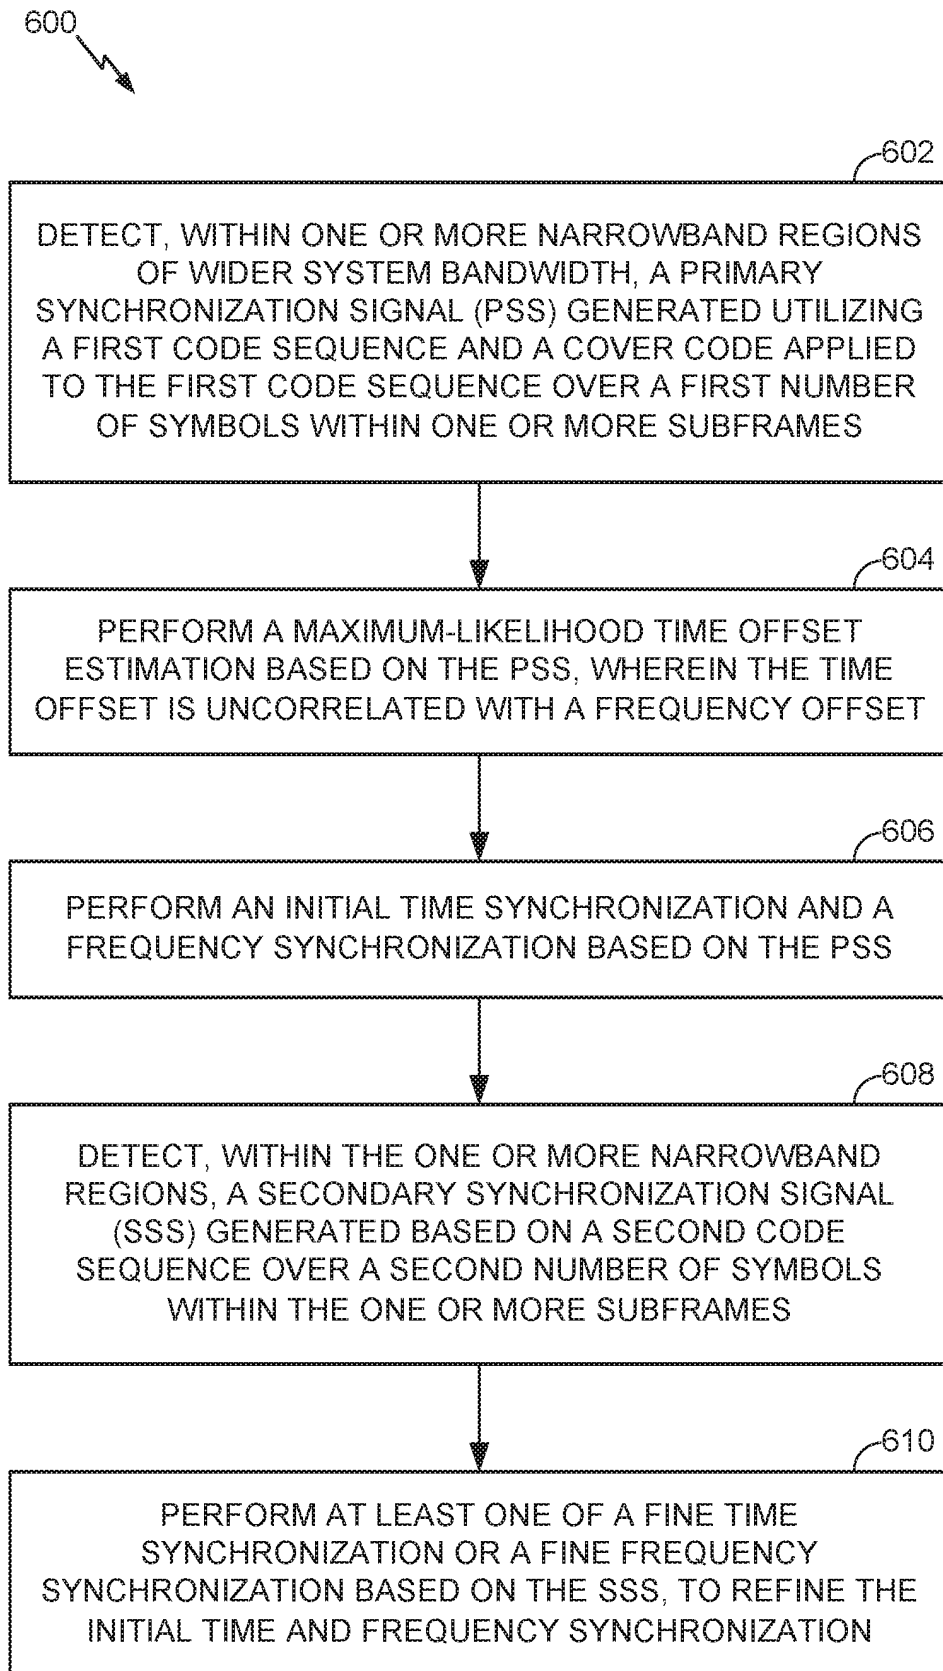 600
602
DETECT, WITHIN ONE OR MORE NARROWBAND REGIONS
OF WIDER SYSTEM BANDWIDTH, A PRIMARY
SYNCHRONIZATION SIGNAL (PSS) GENERATED UTILIZING
A FIRST CODE SEQUENCE AND A COVER CODE APPLIED
TO THE FIRST CODE SEQUENCE OVER A FIRST NUMBER
OF SYMBOLS WITHIN ONE OR MORE SUBFRAMES
604
PERFORM A MAXIMUM-LIKELIHOOD TIME OFFSET
ESTIMATION BASED ON THE PSS, WHEREIN THE TIME
OFFSET IS UNCORRELATED WITH A FREQUENCY OFFSET
606
PERFORM AN INITIAL TIME SYNCHRONIZATION AND A
FREQUENCY SYNCHRONIZATION BASED ON THE PSS
608
DETECT, WITHIN THE ONE OR MORE NARROWBAND
REGIONS, A SECONDARY SYNCHRONIZATION SIGNAL
(SSS) GENERATED BASED ON A SECOND CODE
SEQUENCE OVER A SECOND NUMBER OF SYMBOLS
WITHIN THE ONE OR MORE SUBFRAMES
610
PERFORM AT LEAST ONE OF A FINE TIME
SYNCHRONIZATION OR A FINE FREQUENCY
SYNCHRONIZATION BASED ON THE SSS, TO REFINE THE
INITIAL TIME AND FREQUENCY SYNCHRONIZATION